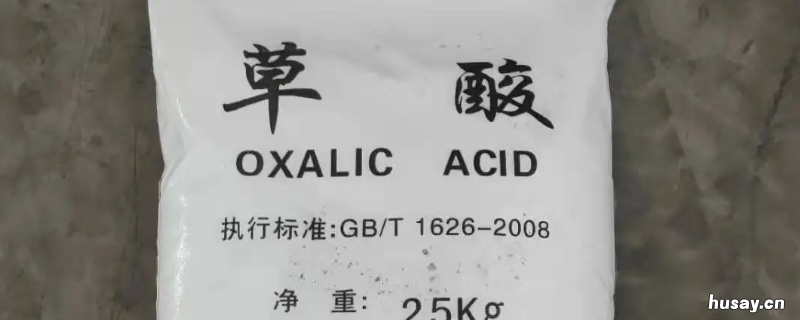 草 酸
OXALIC ACID
执行标准:GB/T 1626-2008
净 重: 25Kg
husay.cn